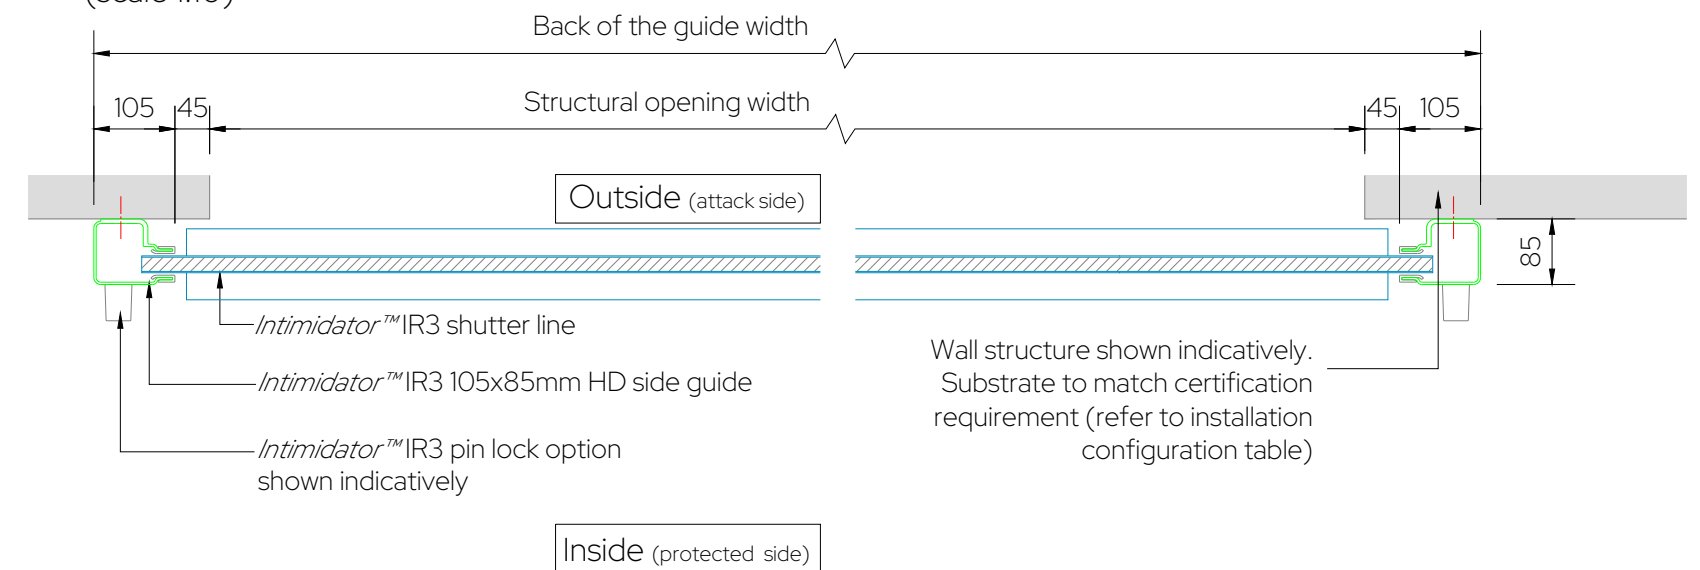 Back of the guide width
Structural opening width
105 45
45 105
Outside (attack side)
85
Intimidator™ IR3 shutter line
Intimidator™ IR3 105x85mm HD side guide
Intimidator™ IR3 pin lock option
shown indicatively
Wall structure shown indicatively.
Substrate to match certification
requirement (refer to installation
configuration table)
Inside (protected side)